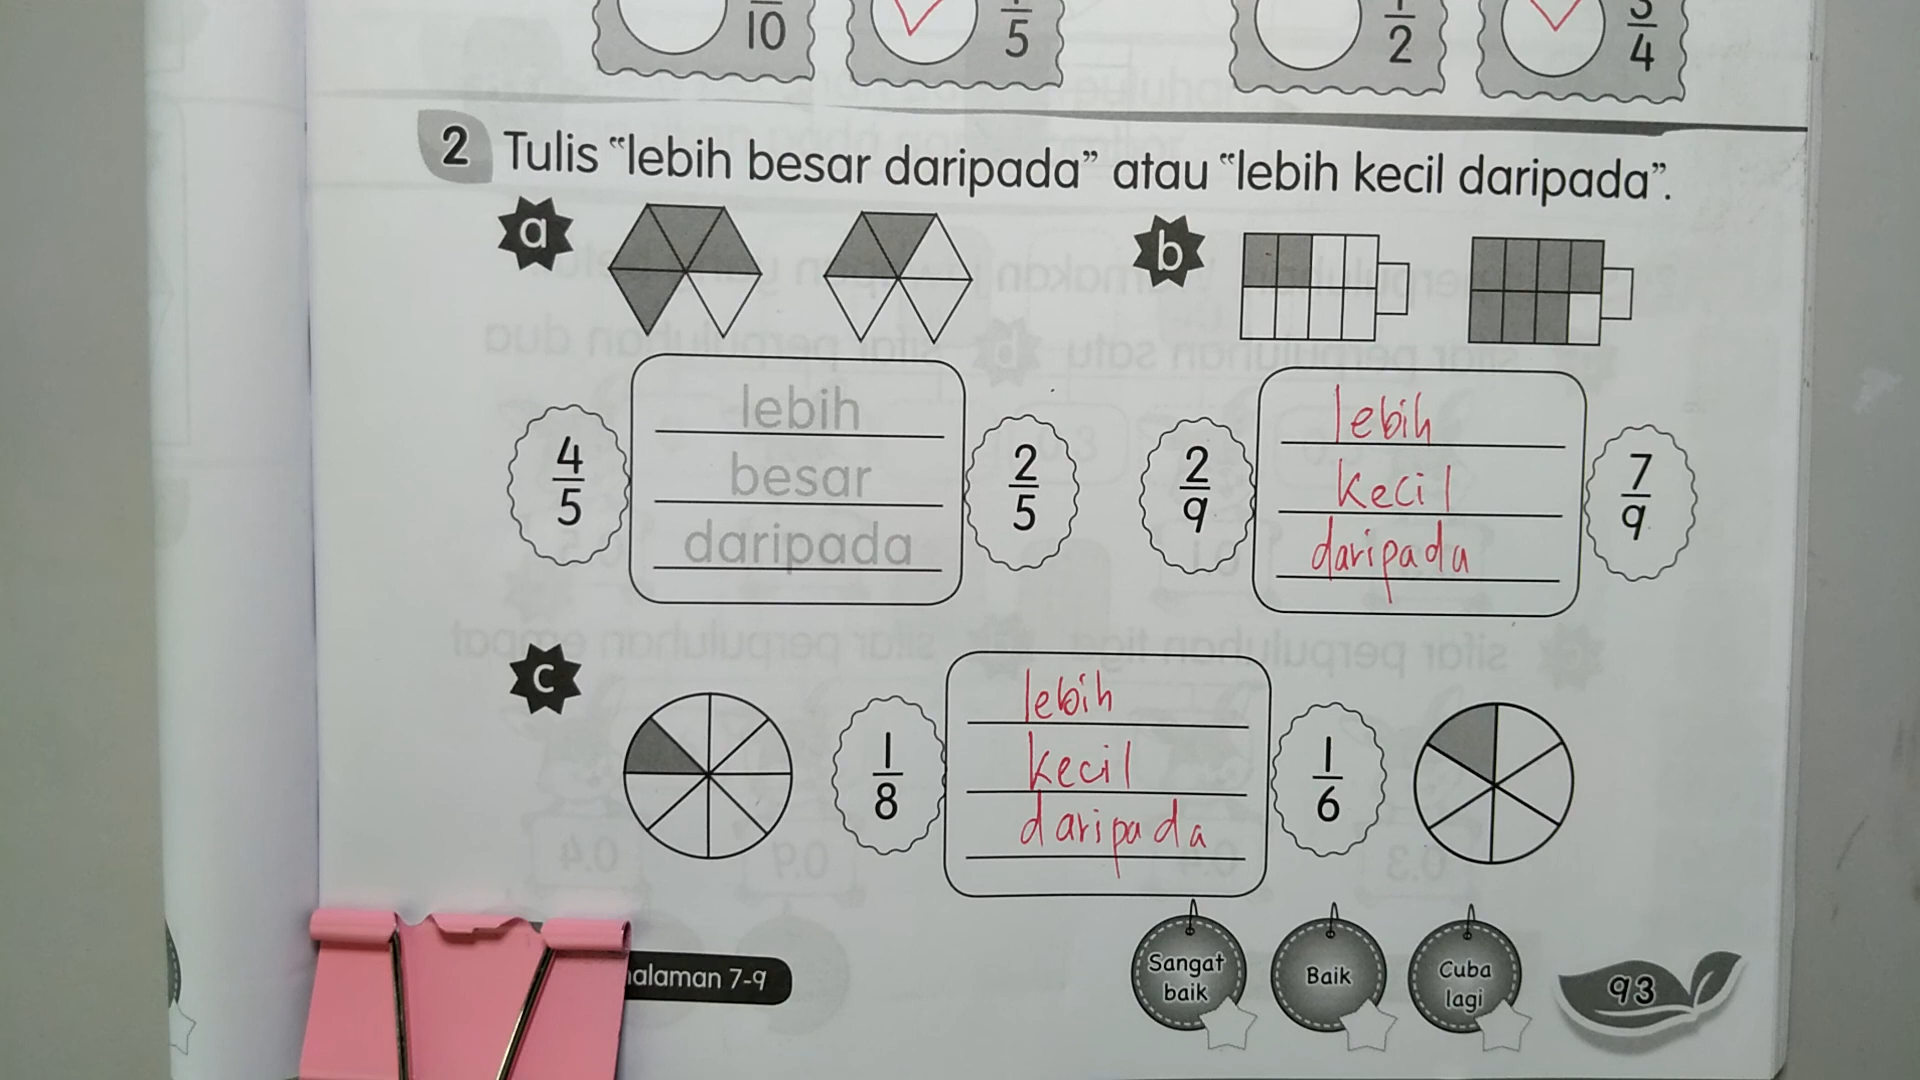 10
5
2
3
4
2 Tulis “lebih besar daripada” atau “lebih kecil daripada”.
a
b
4
5
lebih
besar
daripada
2
5
2
9
lebih
kecil
daripada
7
9
c
1
8
lebih
kecil
daripada
1
6
alaman 7-9
Sangat
baik
Baik
Cuba
lagi
93